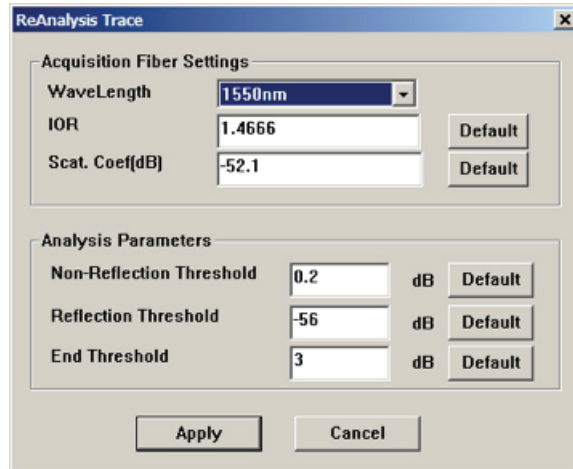 ReAnalysis Trace
Acquisition Fiber Settings
WaveLength 1550nm
IOR 1.4666 Default
Scat. Coef(dB) -52.1 Default
Analysis Parameters
Non-Reflection Threshold 0.2 dB Default
Reflection Threshold -56 dB Default
End Threshold 3 dB Default
Apply Cancel